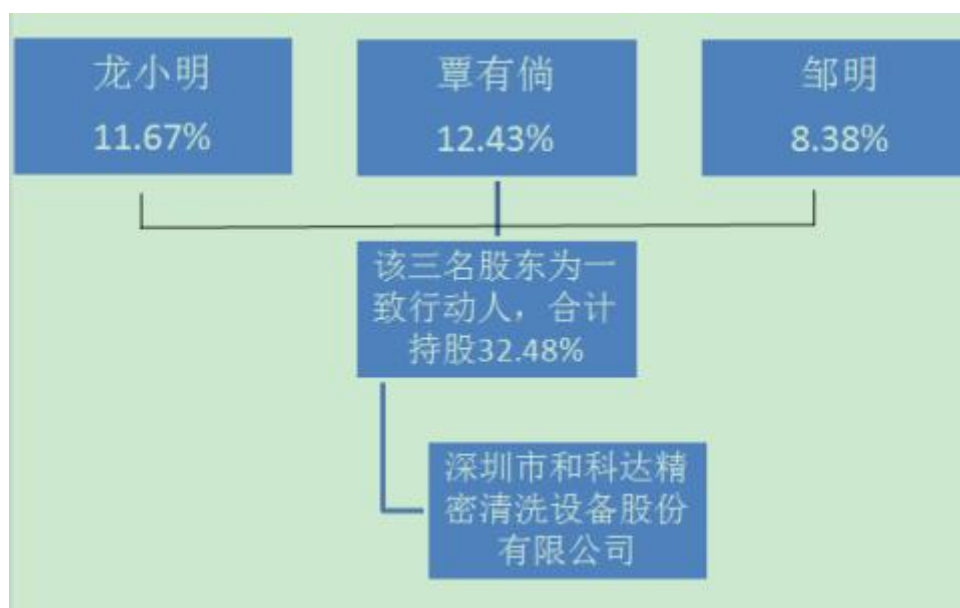 龙小明
11.67%
覃有倘
12.43%
邹明
8.38%
该三名股东为一
致行动人，合计
持股32.48%
深圳市和科达精
密清洗设备股份
有限公司